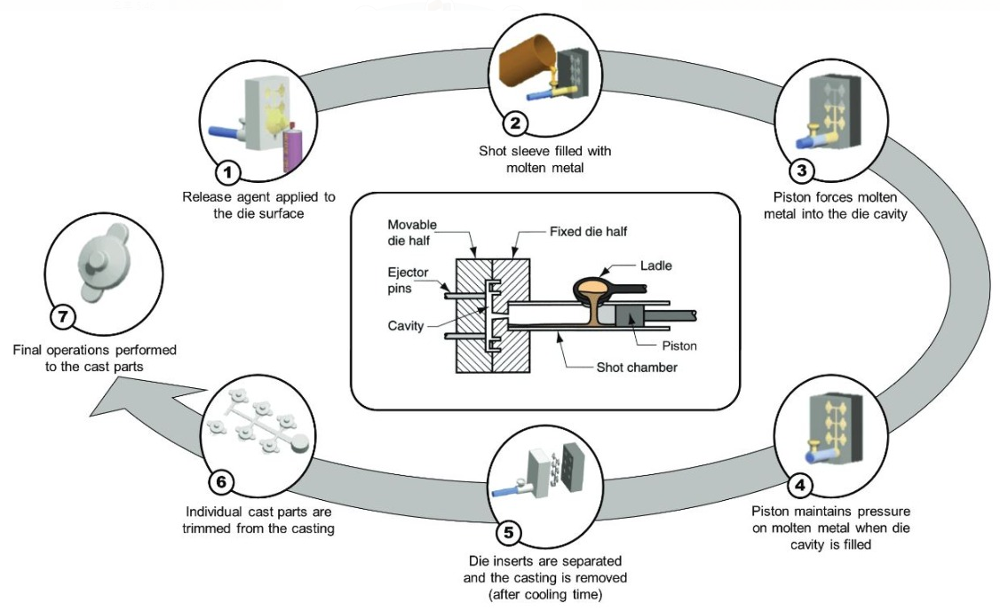 1
Release agent applied to
the die surface
2
Shot sleeve filled with
molten metal
3
Piston forces molten
metal into the die cavity
Movable
die half
Fixed die half
Ejector
pins
Ladle
Cavity
Piston
Shot chamber
4
Piston maintains pressure
on molten metal when die
cavity is filled
5
Die inserts are separated
and the casting is removed
(after cooling time)
6
Individual cast parts are
trimmed from the casting
7
Final operations performed
to the cast parts